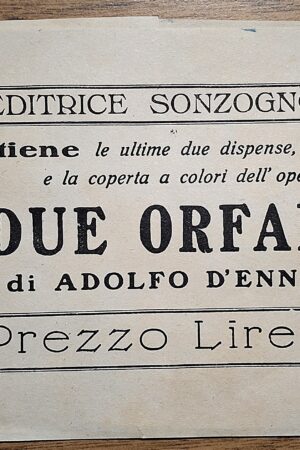 EDITRICE SONZOGNO
tiene le ultime due dispense,
e la coperta a colori dell' ope
DUE ORFA
di ADOLFO D'ENN
Prezzo Lire